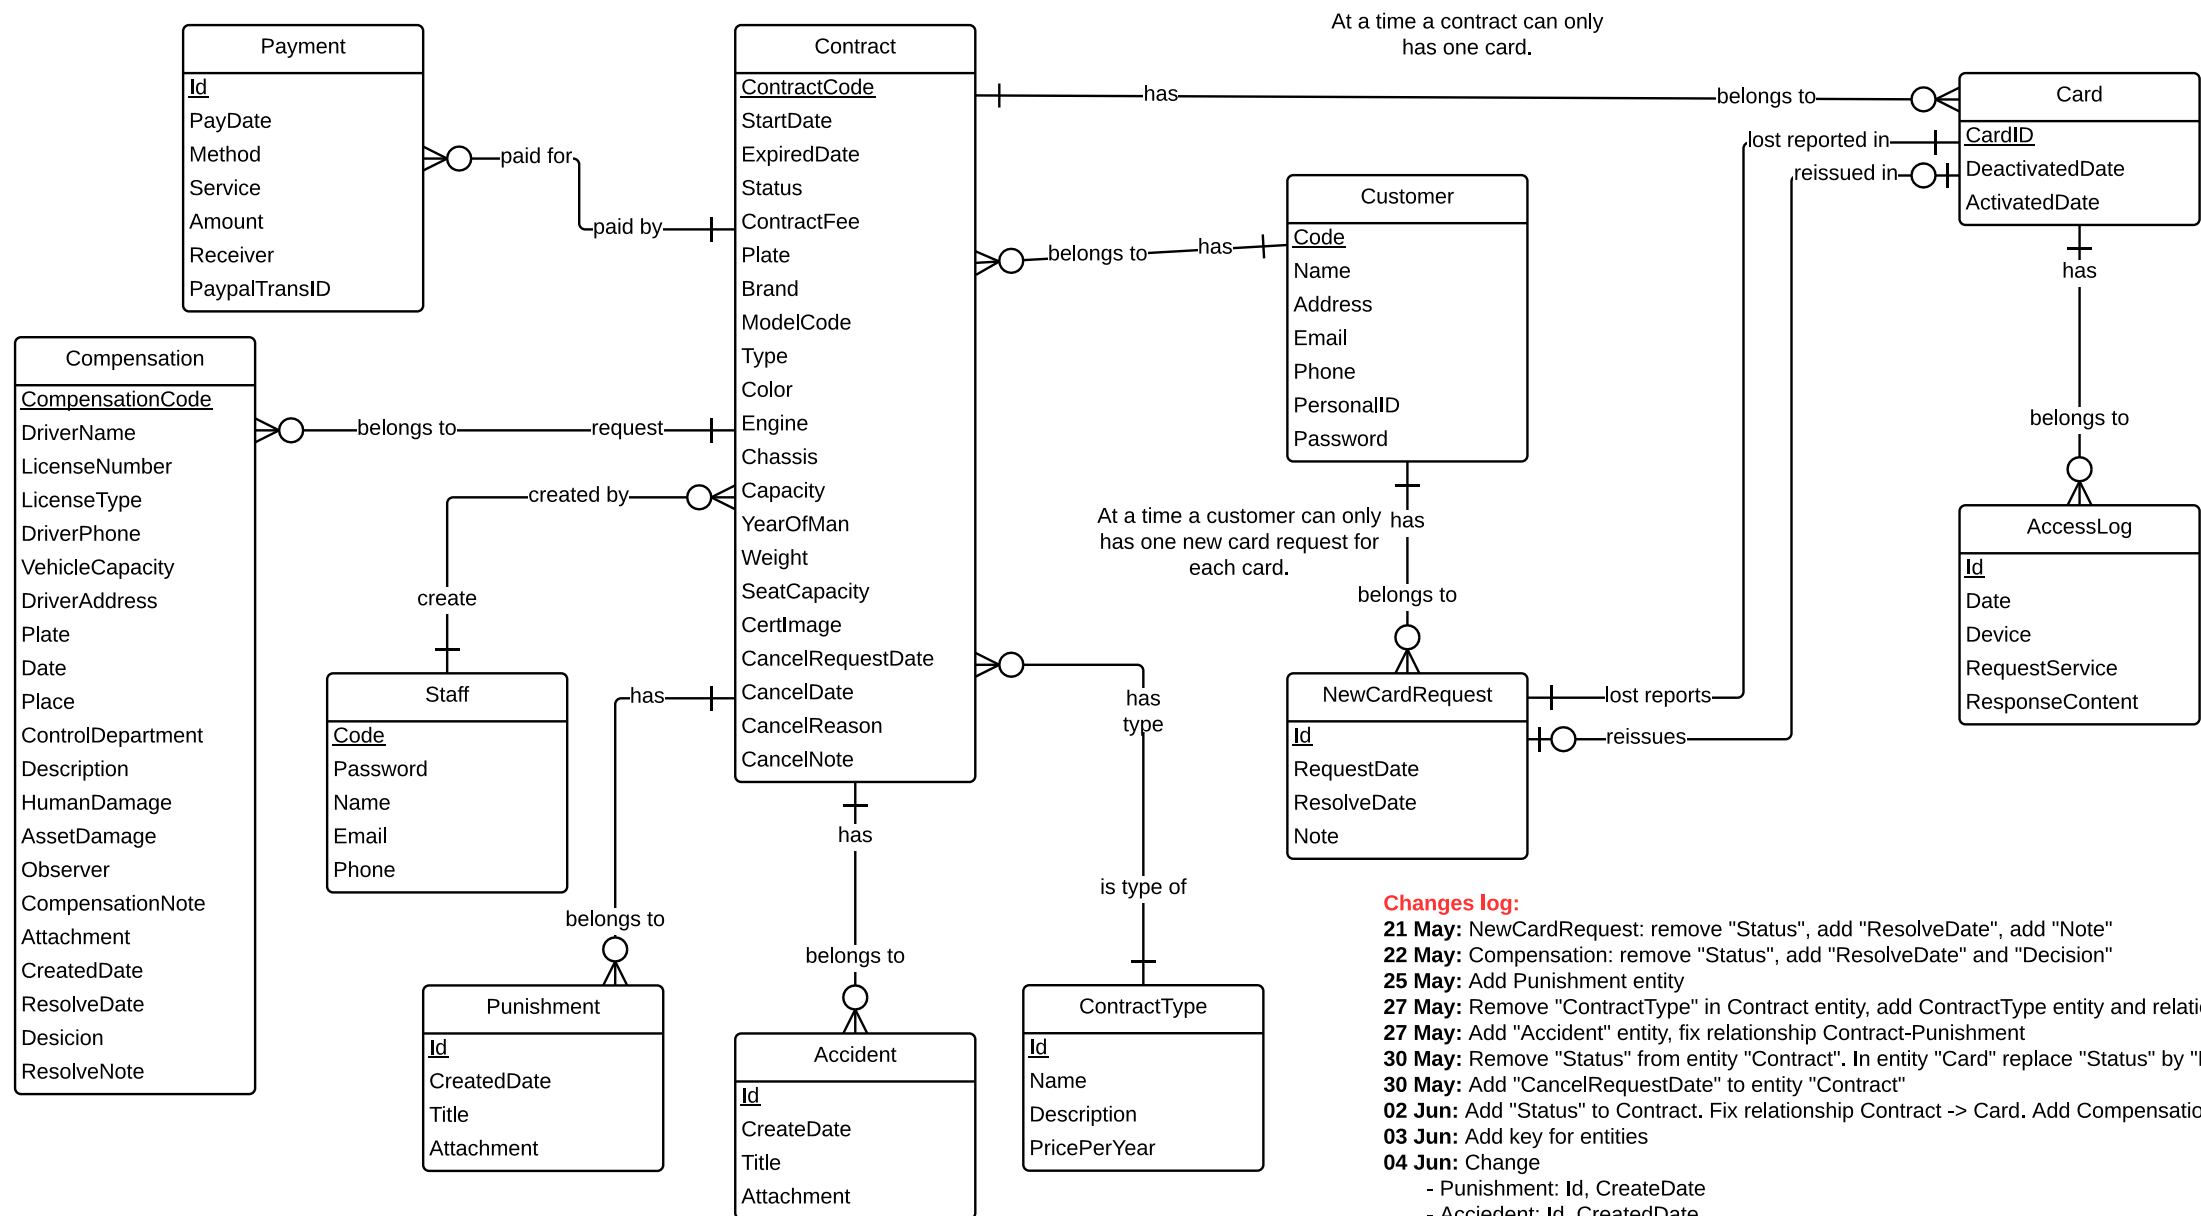 At a time a contract can only
has one card.
Payment
Id
PayDate
Method
Service
Amount
Receiver
PaypalTransID
paid for
paid by
Contract
ContractCode
StartDate
ExpiredDate
Status
ContractFee
Plate
Brand
ModelCode
Type
Color
Engine
Chassis
Capacity
YearOfMan
Weight
SeatCapacity
CertImage
CancelRequestDate
CancelDate
CancelReason
CancelNote
has
belongs to
Card
CardID
DeactivatedDate
ActivatedDate
lost reported in
reissued in
belongs to
has
Customer
Code
Name
Address
Email
Phone
PersonalID
Password
has
belongs to
Compensation
CompensationCode
DriverName
LicenseNumber
LicenseType
DriverPhone
VehicleCapacity
DriverAddress
Plate
Date
Place
ControlDepartment
Description
HumanDamage
AssetDamage
Observer
CompensationNote
Attachment
CreatedDate
ResolveDate
Desicion
ResolveNote
belongs to
request
created by
create
Staff
Code
Password
Name
Email
Phone
At a time a customer can only
has one new card request for
each card.
has
belongs to
NewCardRequest
Id
RequestDate
ResolveDate
Note
lost reports
reissues
AccessLog
Id
Date
Device
RequestService
ResponseContent
has
belongs to
Punishment
Id
CreatedDate
Title
Attachment
has
belongs to
Accident
Id
CreateDate
Title
Attachment
has
type
is type of
ContractType
Id
Name
Description
PricePerYear
Changes log:
21 May: NewCardRequest: remove "Status", add "ResolveDate", add "Note"
22 May: Compensation: remove "Status", add "ResolveDate" and "Decision"
25 May: Add Punishment entity
27 May: Remove "ContractType" in Contract entity, add ContractType entity and
27 May: Add "Accident" entity, fix relationship Contract-Punishment
30 May: Remove "Status" from entity "Contract". In entity "Card" replace "Status" by
30 May: Add "CancelRequestDate" to entity "Contract"
02 Jun: Add "Status" to Contract. Fix relationship Contract -> Card. Add
03 Jun: Add key for entities
04 Jun: Change
- Punishment: Id, CreateDate
- Acciedent: Id, CreatedDate